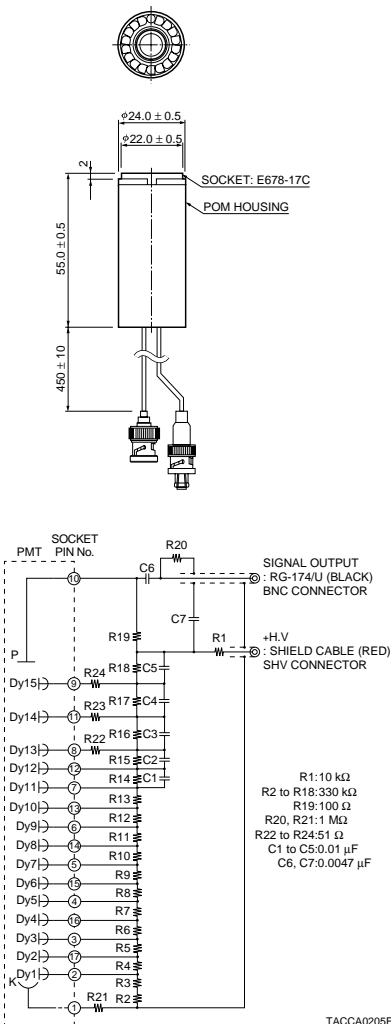 φ24.0 ± 0.5
φ22.0 ± 0.5
2
SOCKET: E678-17C
POM HOUSING
55.0 ± 0.5
450 ± 10
PMT
SOCKET
PIN No.
R20
C6
10
SIGNAL OUTPUT
: RG-174/U (BLACK)
BNC CONNECTOR
C7
R19
R1
+H.V
: SHIELD CABLE (RED)
SHV CONNECTOR
P
R18
C5
Dy15
9
R24
R17
C4
Dy14
11
R23
R16
C3
Dy13
8
R22
R15
C2
Dy12
12
R14
C1
Dy11
7
R13
Dy10
13
R12
Dy9
6
R11
Dy8
14
R10
Dy7
5
R9
Dy6
15
R8
Dy5
4
R7
Dy4
16
R6
Dy3
3
R5
Dy2
17
R4
Dy1
2
R3
K
R21
R2
1
R1:10 kΩ
R2 to R18:330 kΩ
R19:100 Ω
R20, R21:1 MΩ
R22 to R24:51 Ω
C1 to C5:0.01 µF
C6, C7:0.0047 µF